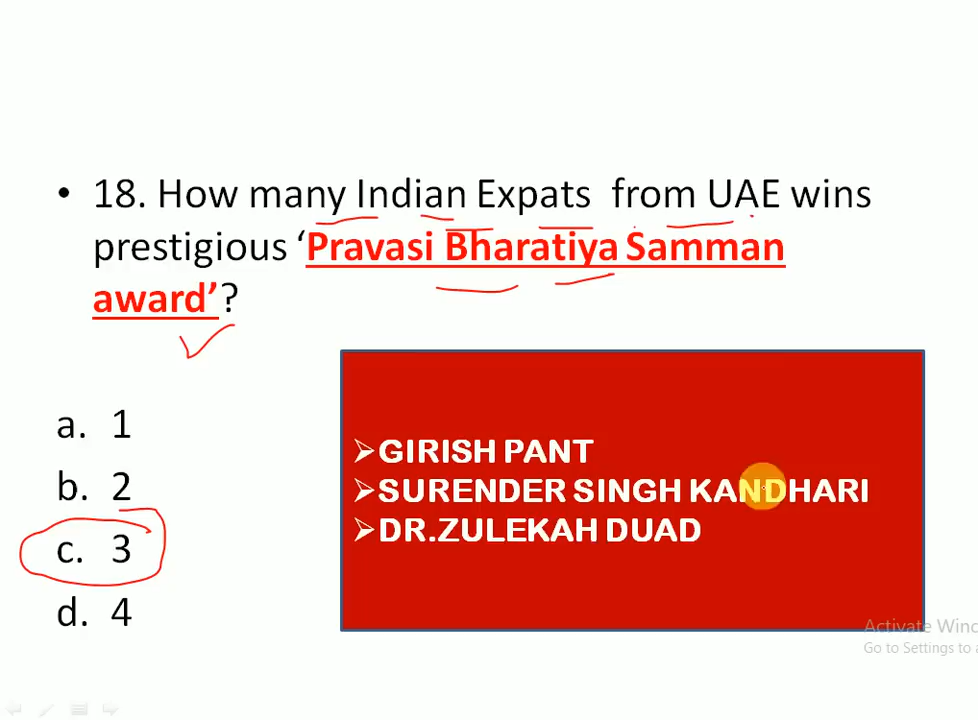 • 18. How many Indian Expats from UAE wins
prestigious ‘Pravasi Bharatiya Samman
award’?
a. 1
b. 2
c. 3
d. 4
➢GIRISH PANT
➢SURENDER SINGH KANDHARI
➢DR.ZULEKAH DUAD
Activate Winc
Go to Settings to a